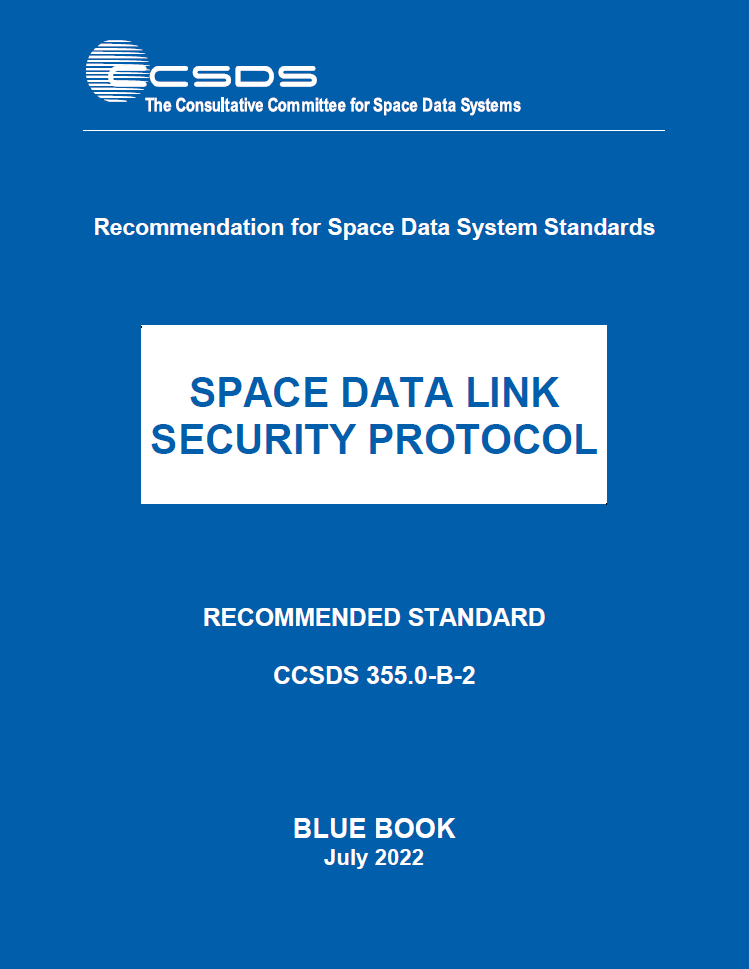 CCSDS
The Consultative Committee for Space Data Systems
Recommendation for Space Data System Standards
SPACE DATA LINK
SECURITY PROTOCOL
RECOMMENDED STANDARD
CCSDS 355.0-B-2
BLUE BOOK
July 2022